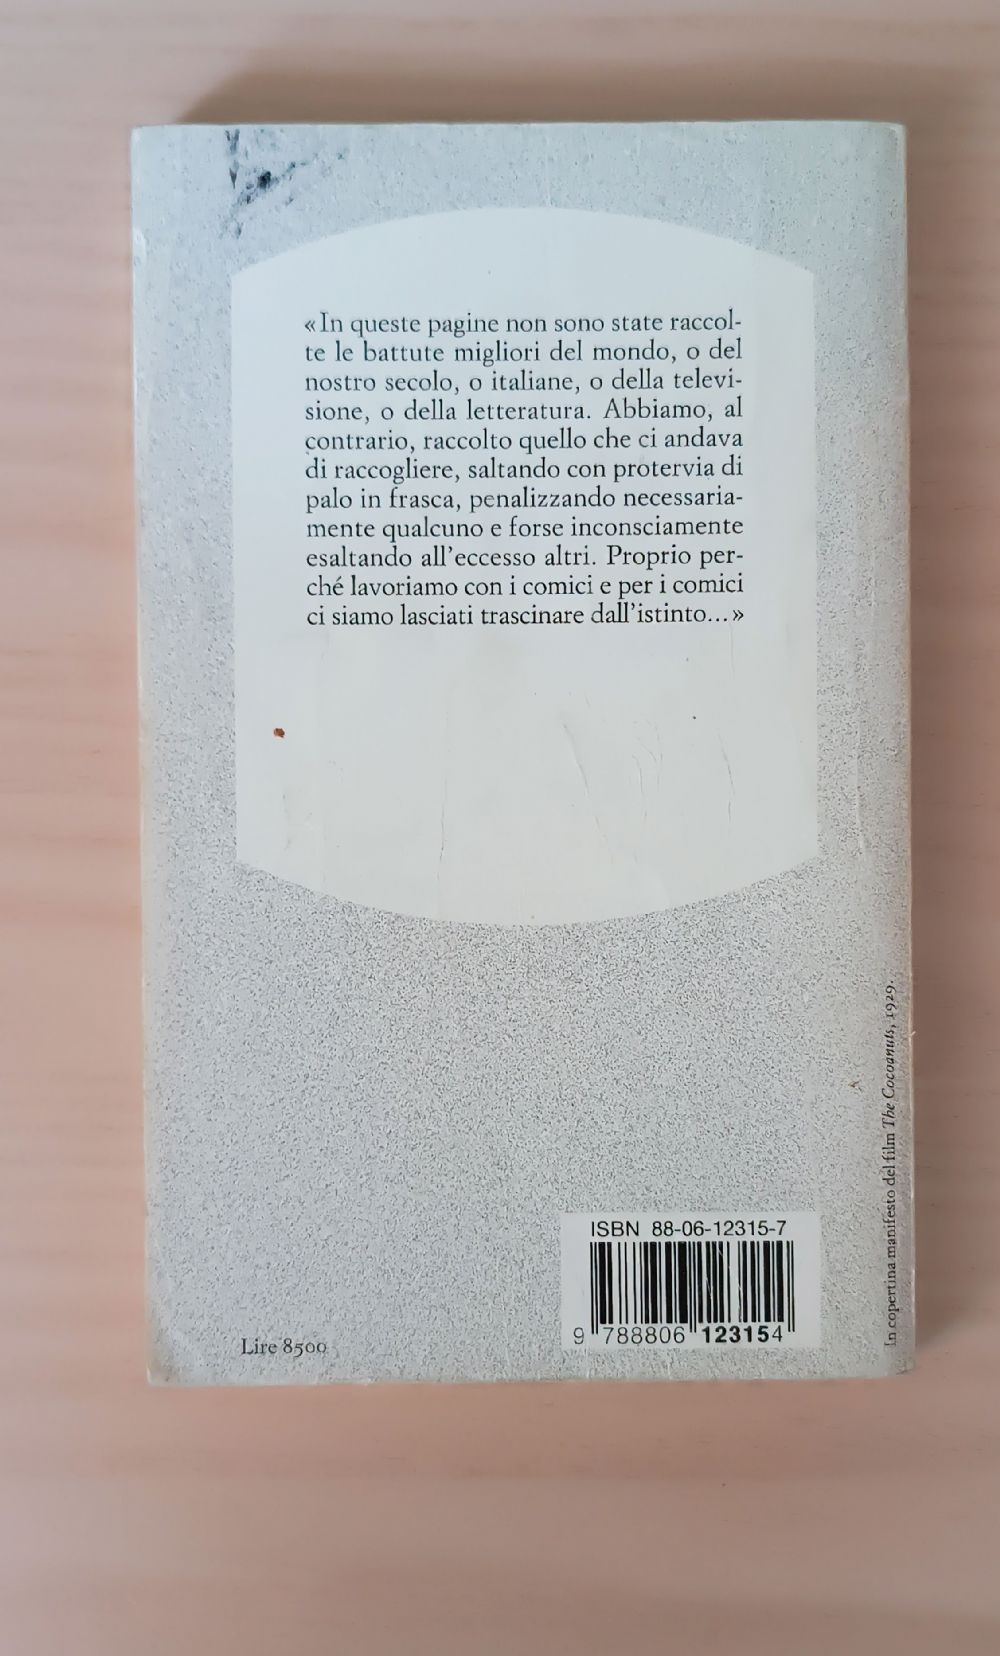 «In queste pagine non sono state raccol-
te le battute migliori del mondo, o del
nostro secolo, o italiane, o della televi-
sione, o della letteratura. Abbiamo, al
contrario, raccolto quello che ci andava
di raccogliere, saltando con protervia di
palo in frasca, penalizzando necessaria-
mente qualcuno e forse inconsciamente
esaltando all'eccesso altri. Proprio per-
ché lavoriamo con i comici e per i comici
ci siamo lasciati trascinare dall'istinto...»
In copertina manifesto del film The Cocoanuts, 1929.
ISBN 88-06-12315-7
9 788806 123154
Lire 8500